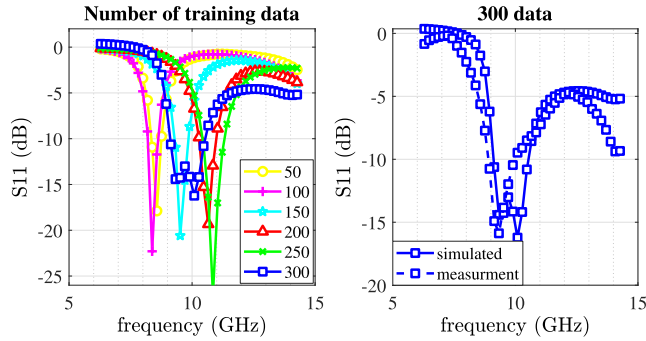 Number of training data
0
-5
-10
-15
-20
-25
S11 (dB)
50
100
150
200
250
300
5
10
15
frequency (GHz)
300 data
0
-5
-10
-15
-20
S11 (dB)
simulated
measurment
5
10
15
frequency (GHz)